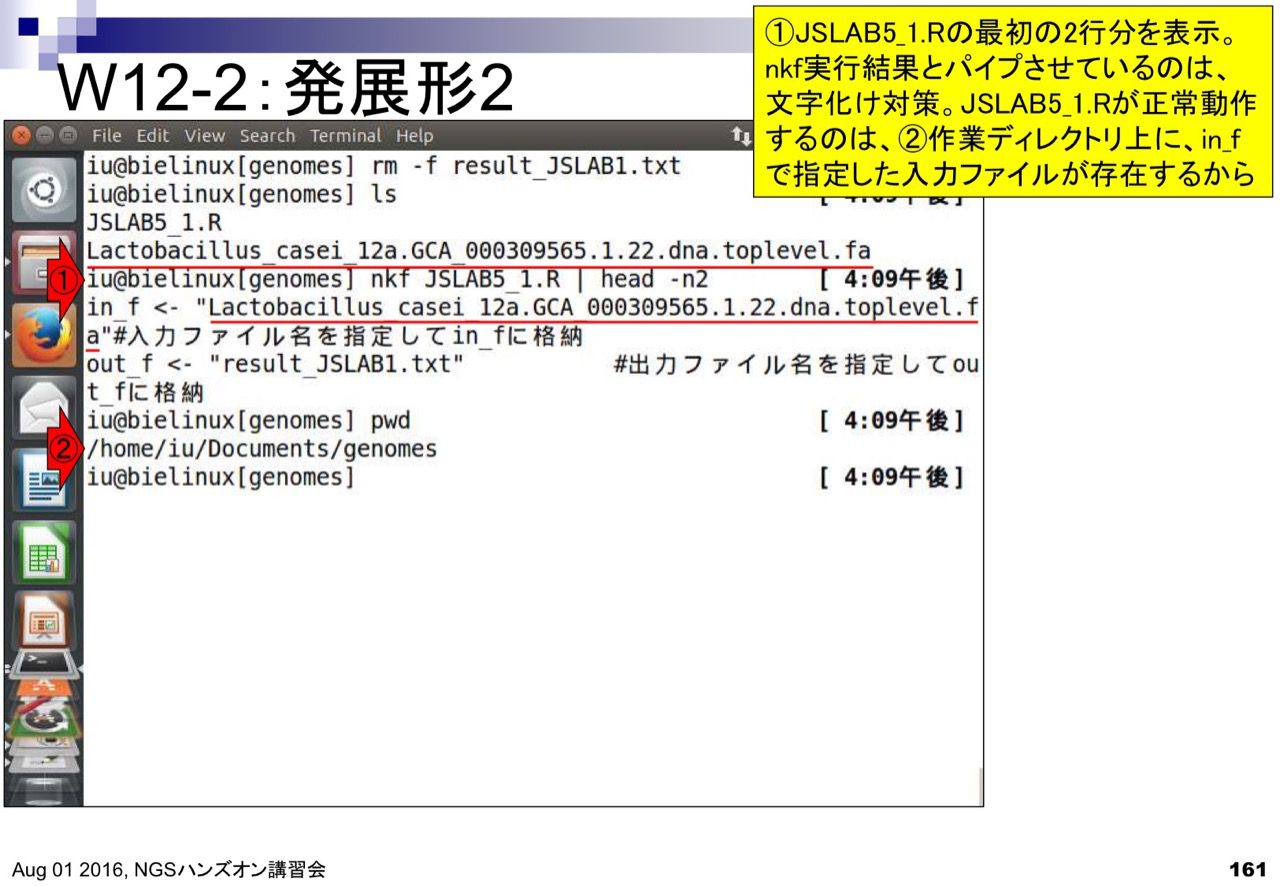 W12-2:発展形2
①JSLAB5_1.Rの最初の2行分を表示。
nkf実行結果とパイプさせているのは、
文字化け対策。JSLAB5_1.Rが正常動作
するのは、②作業ディレクトリ上に、in_f
で指定した入力ファイルが存在するから
File Edit View Search Terminal Help
iu@bielinux[genomes] rm -f result_JSLAB1.txt
iu@bielinux[genomes] ls [ 4:09午後]
JSLAB5_1.R
Lactobacillus_casei_12a.GCA_000309565.1.22.dna.toplevel.fa
① iu@bielinux[genomes] nkf JSLAB5_1.R | head -n2 [ 4:09午後]
in_f <- "Lactobacillus_casei_12a.GCA_000309565.1.22.dna.toplevel.f
a"#入力ファイル名を指定してin_fに格納
out_f <- "result_JSLAB1.txt" #出力ファイル名を指定してou
t_fに格納
iu@bielinux[genomes] pwd [ 4:09午後]
② /home/iu/Documents/genomes
iu@bielinux[genomes] [ 4:09午後]
Aug 01 2016, NGSハンズオン講習会
161